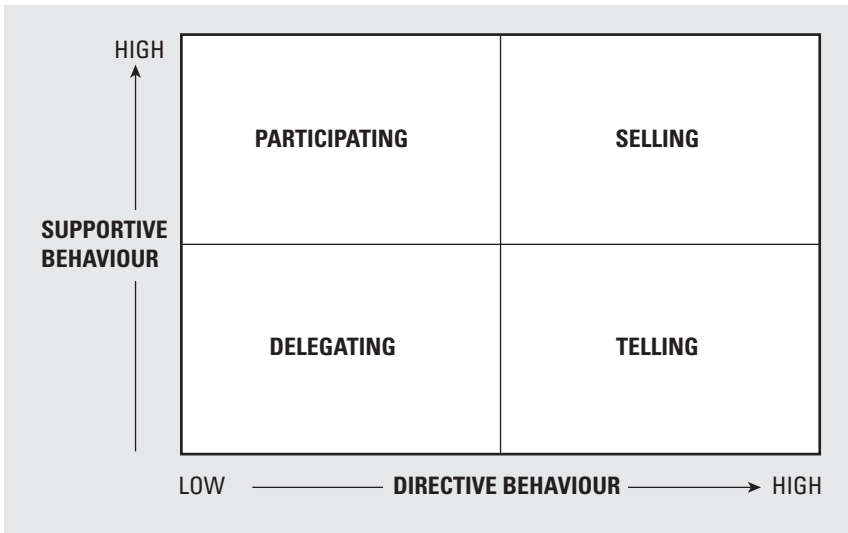 HIGH
PARTICIPATING
SELLING
SUPPORTIVE
BEHAVIOUR
DELEGATING
TELLING
LOW
DIRECTIVE BEHAVIOUR
HIGH